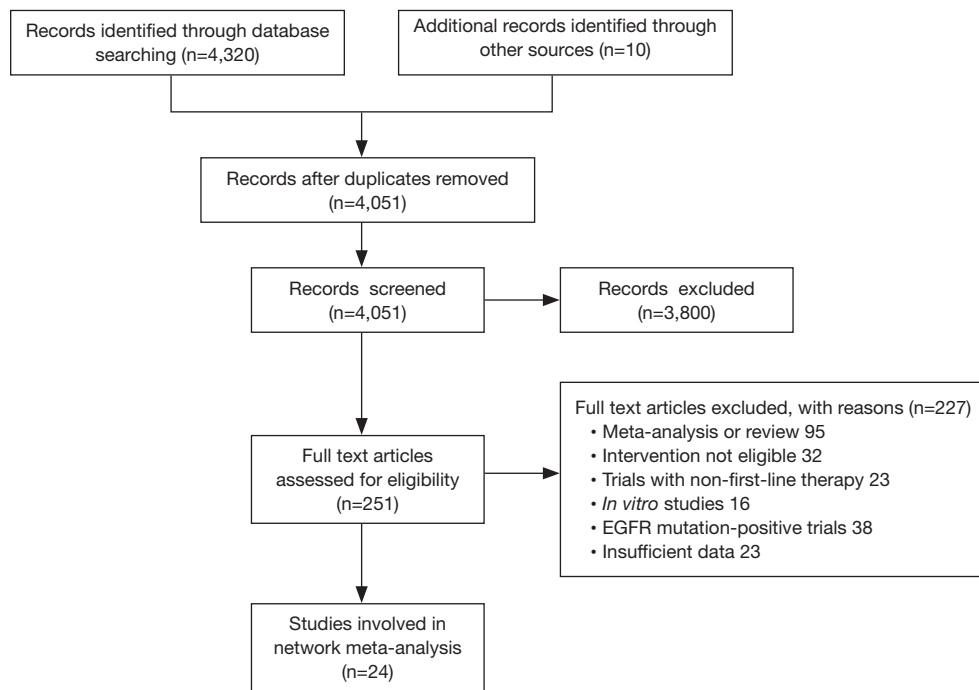 Records identified through database
searching (n=4,320)
Additional records identified through
other sources (n=10)
Records after duplicates removed
(n=4,051)
Records screened
(n=4,051)
Records excluded
(n=3,800)
Full text articles
assessed for eligibility
(n=251)
Full text articles excluded, with reasons (n=227)
• Meta-analysis or review 95
• Intervention not eligible 32
• Trials with non-first-line therapy 23
• In vitro studies 16
• EGFR mutation-positive trials 38
• Insufficient data 23
Studies involved in
network meta-analysis
(n=24)